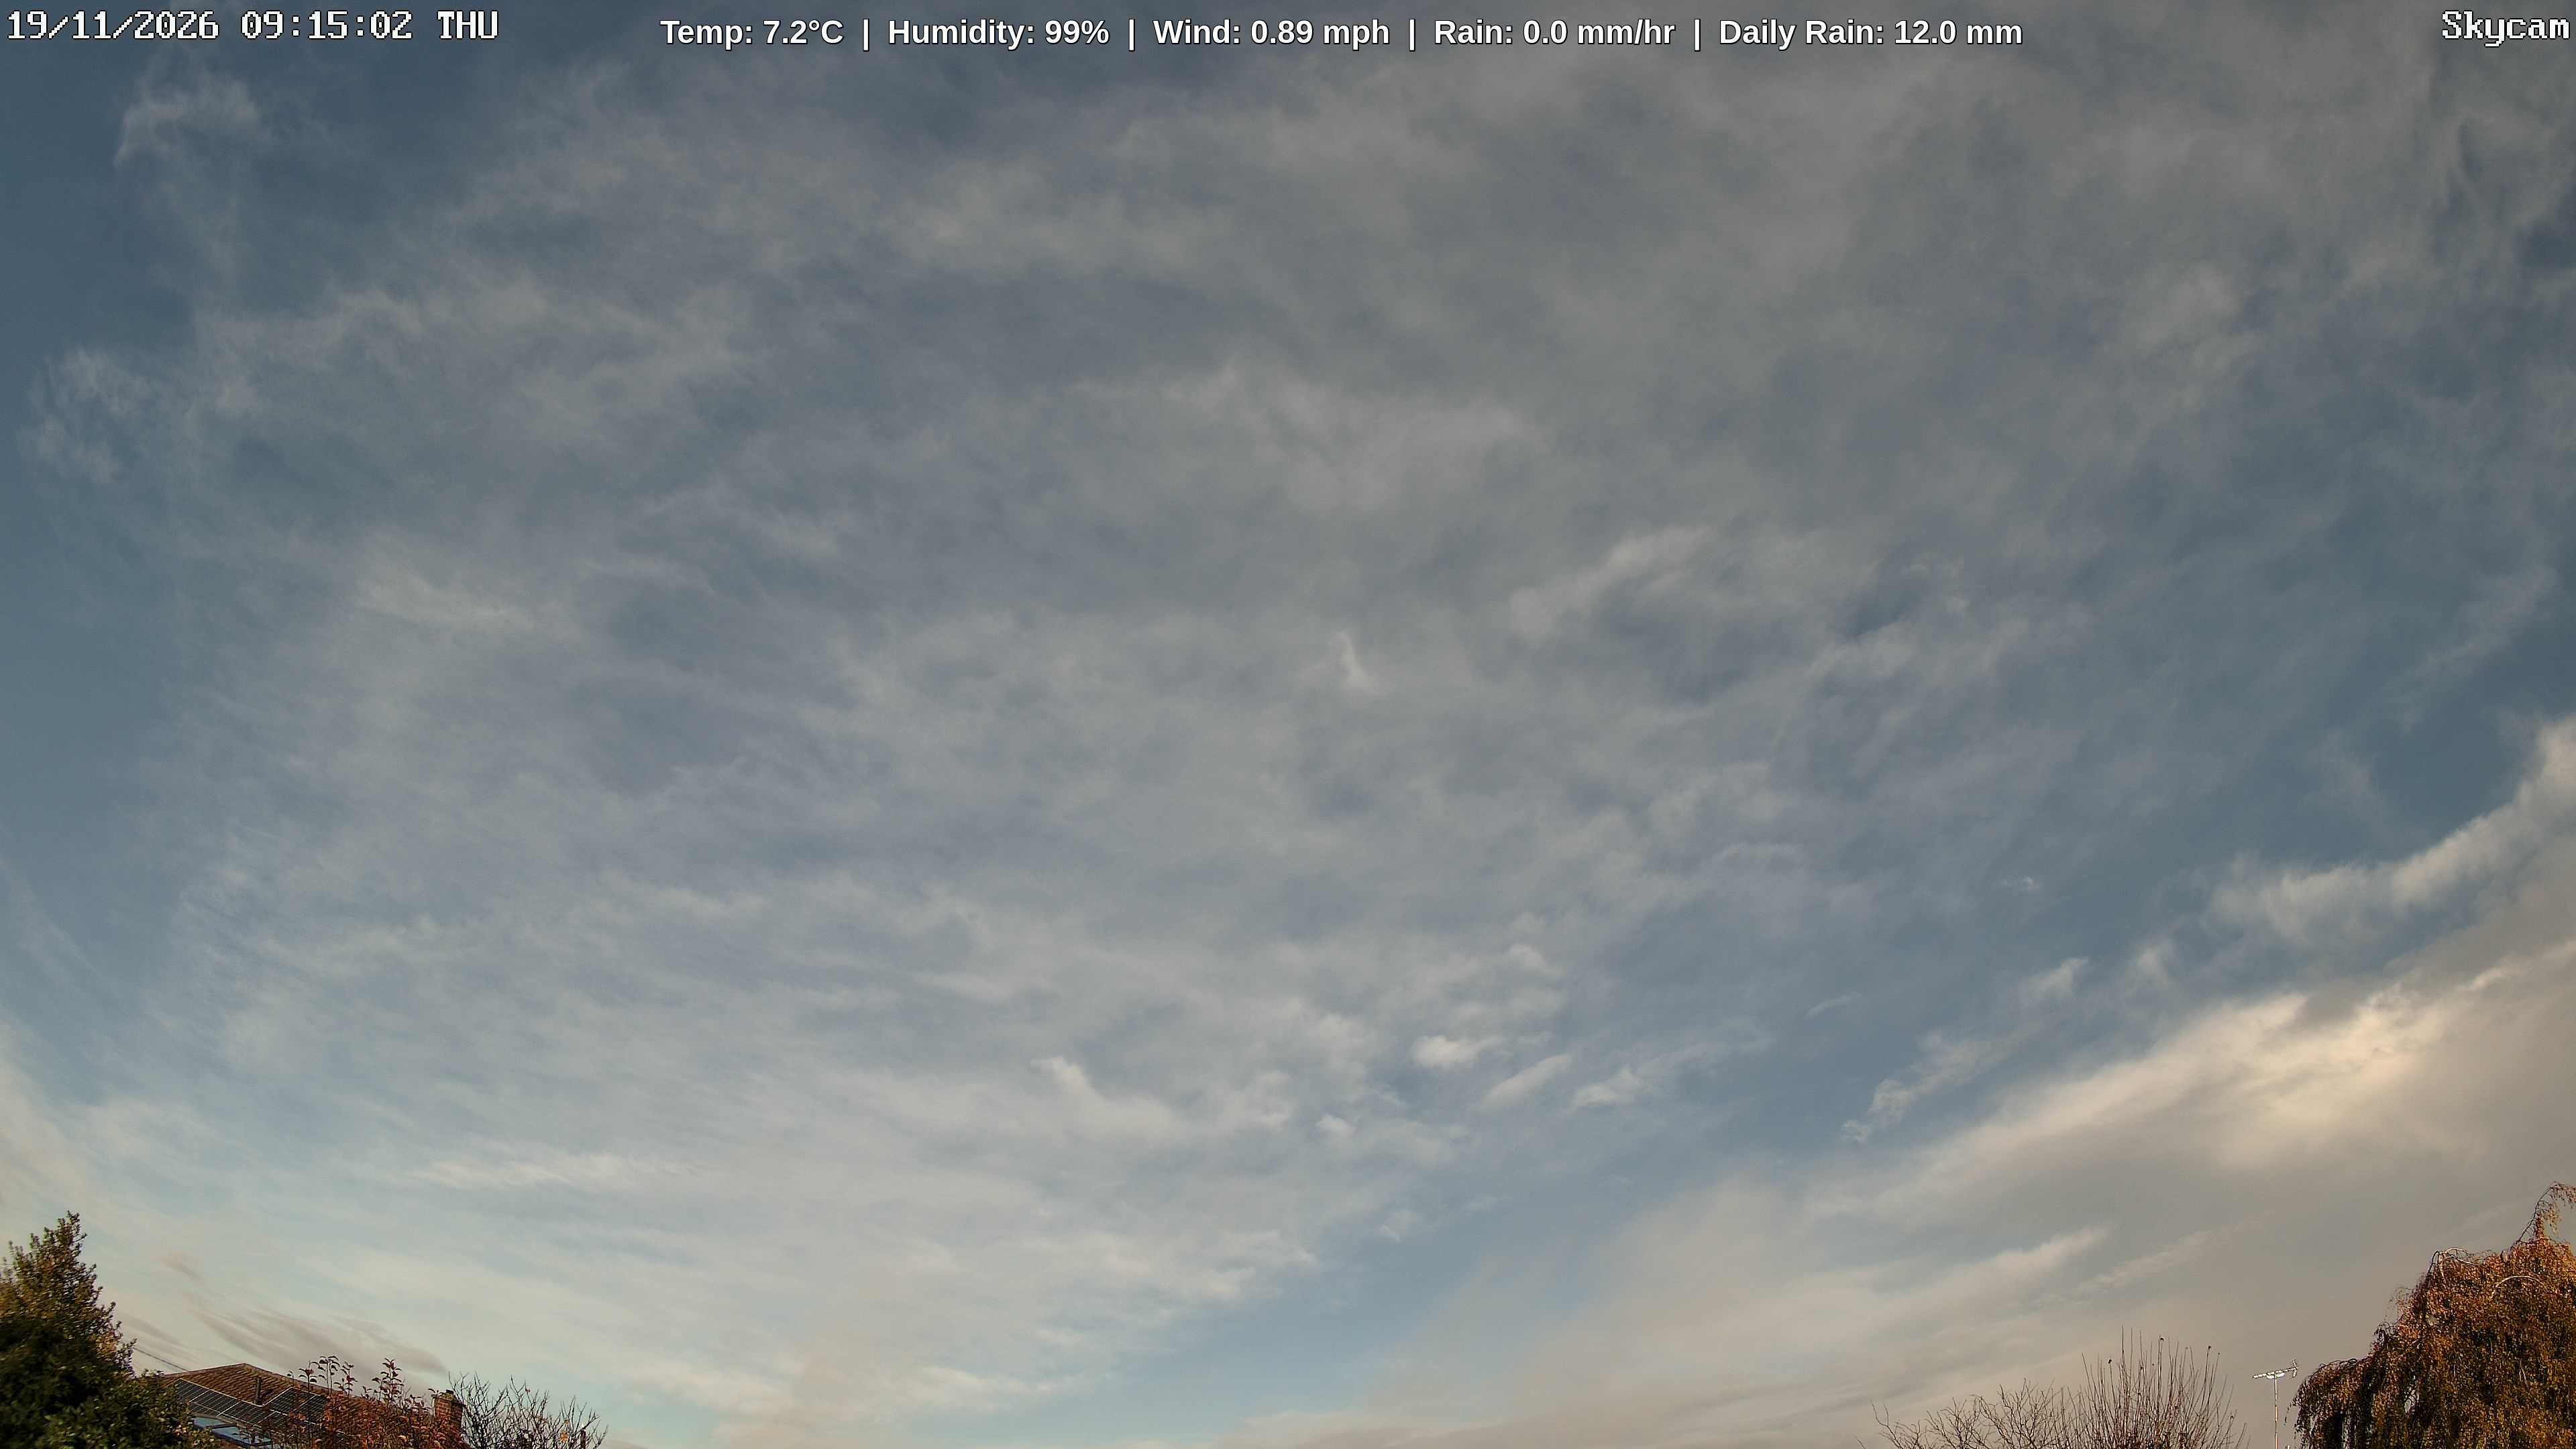 19/11/2026 09:15:02 THU
Temp: 7.2°C | Humidity: 99% | Wind: 0.89 mph | Rain: 0.0 mm/hr | Daily Rain: 12.0 mm
Skycam